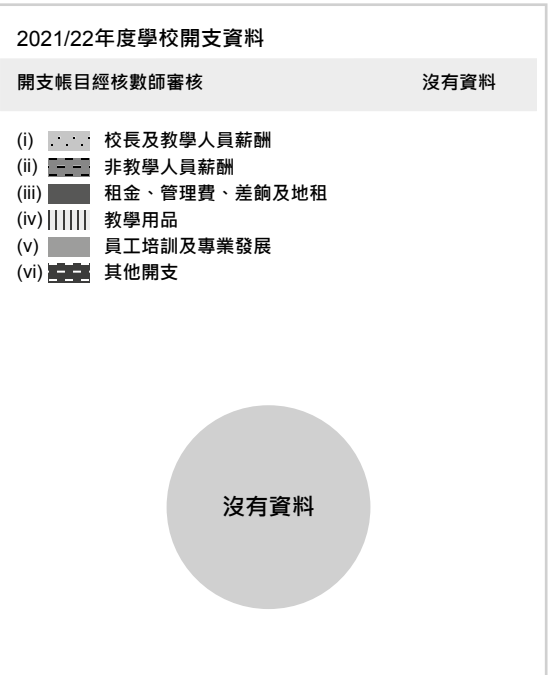 2021/22年度學校開支資料
開支帳目經核數師審核 沒有資料
(i) 校長及教學人員薪酬
(ii) 非教學人員薪酬
(iii) 租金、管理費、差餉及地租
(iv) 教學用品
(v) 員工培訓及專業發展
(vi) 其他開支
沒有資料